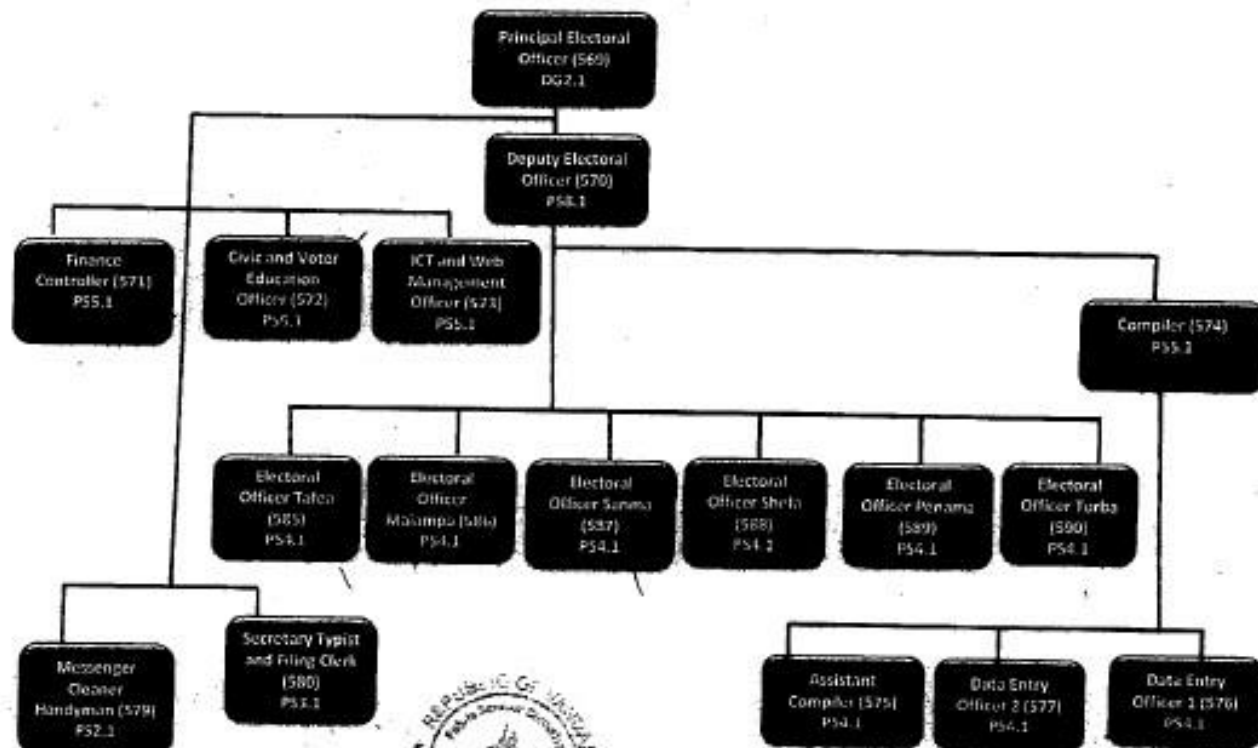 Principal Electoral
Officer (569)
DG2.1
Deputy Electoral
Officer (570)
PS8.1
Finance
Controller (571)
PS5.1
Civic and Voter
Education
Officer (572)
PS5.1
ICT and Web
Management
Officer (573)
PS5.1
Compiler (574)
PS5.1
Electoral
Officer Tafea
(585)
PS4.1
Electoral
Officer
Malampa (586)
PS4.1
Electoral
Officer Sanma
(587)
PS4.1
Electoral
Officer Shefa
(588)
PS4.1
Electoral
Officer Penama
(589)
PS4.1
Electoral
Officer Torba
(590)
PS4.1
Messenger
Cleaner
Handyman (579)
PS2.1
Secretary Typist
and Filing Clerk
(580)
PS3.1
Assistant
Compiler (575)
PS4.1
Data Entry
Officer 2 (577)
PS4.1
Data Entry
Officer 1 (576)
PS4.1
REPUBLIC OF